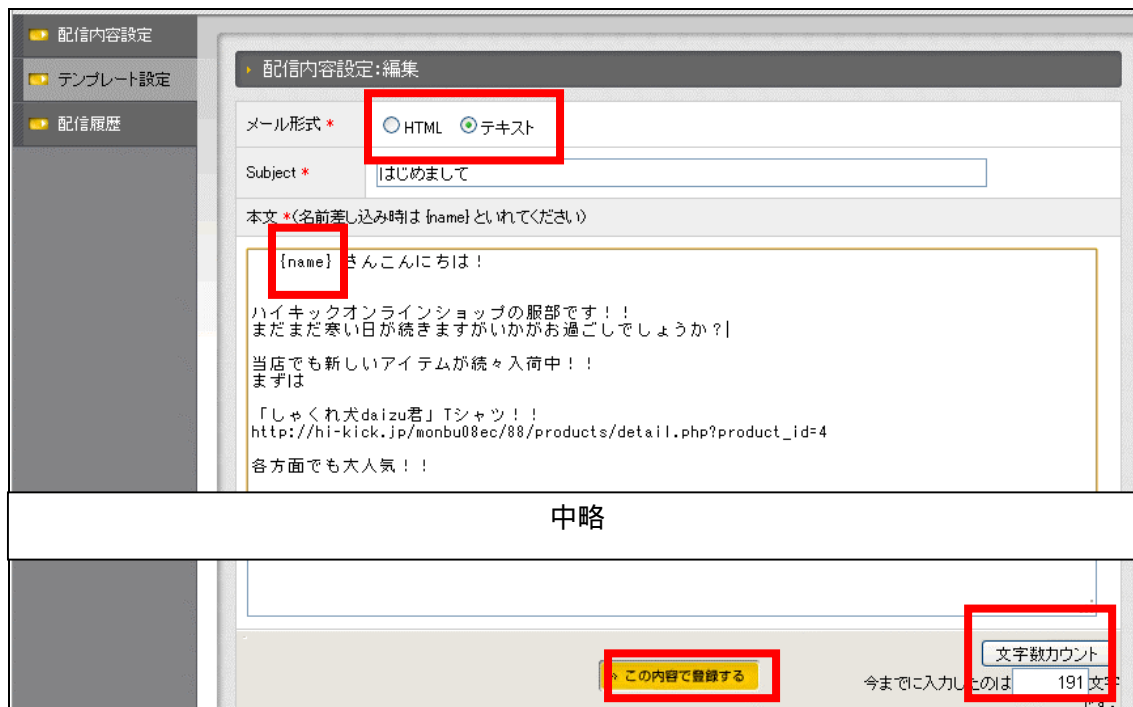 配信内容設定
テンプレート設定
配信履歴
配信内容設定:編集
メール形式 * HTML テキスト
Subject * はじめまして
本文 *(名前差し込み時は {name} といれてください)
{name} さんこんにちは！
ハイキックオンラインショップの服部です！！
まだまだ寒い日が続きますがいかがお過ごしでしょうか？
当店でも新しいアイテムが続々入荷中！！
まずは
「しゃくれ犬daizu君」Tシャツ！！
http://hi-kick.jp/monbu08ec/88/products/detail.php?product_id=4
各方面でも大人気！！
中略
文字数カウント
この内容で登録する
今までに入力したのは 191 文字
です。